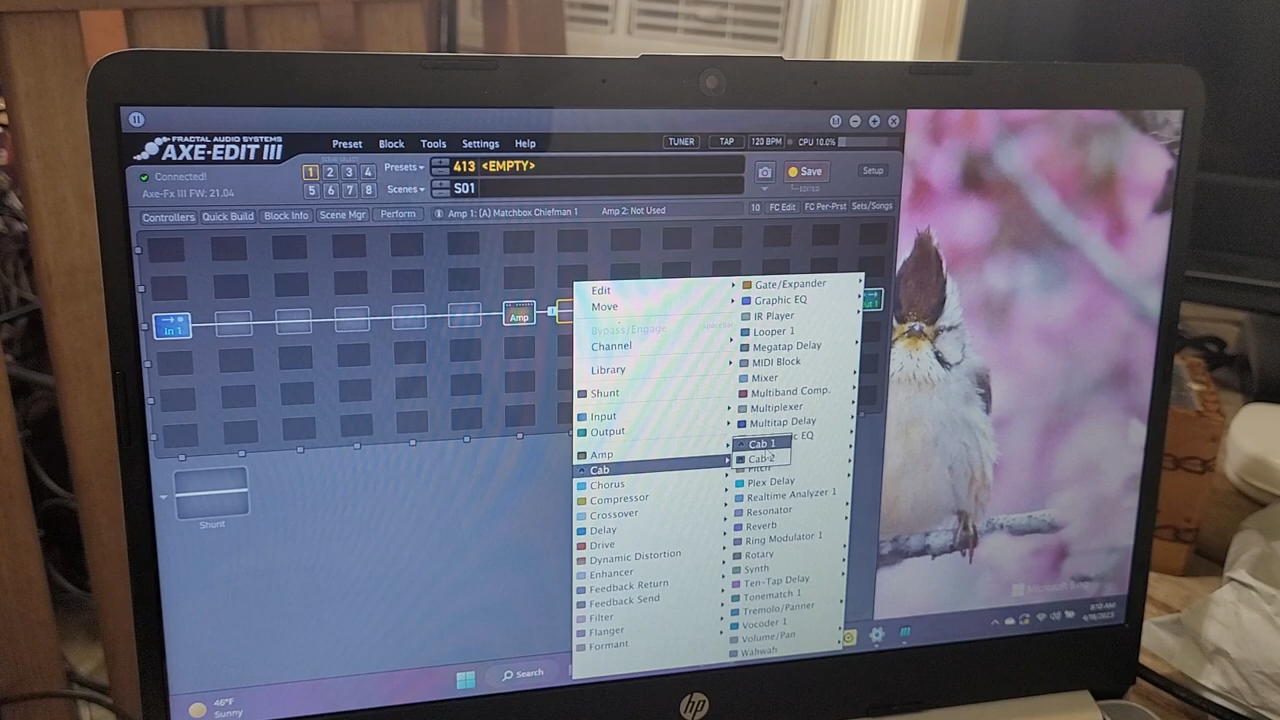 FRACTAL AUDIO SYSTEMS
AXE-EDIT III
Preset Block Tools Settings Help
TUNER TAP 120 BPM CPU 10.0%
Connected!
Axe-Fx III FW: 21.04
SCENE SELECT
1 2 3 4
5 6 7 8
Presets 413 <EMPTY>
Scenes S01
Save
EDITED
Setup
Controllers Quick Build Block Info Scene Mgr Perform
Amp 1: (A) Matchbox Chiefman 1 Amp 2: Not Used
10 FC Edit FC Per-Prst Sets/Songs
In 1
Amp
Shunt
Edit
Move
Bypass/Engage
Channel
Library
Shunt
Input
Output
Amp
Cab
Chorus
Compressor
Crossover
Delay
Drive
Dynamic Distortion
Enhancer
Feedback Return
Feedback Send
Filter
Flanger
Formant
Gate/Expander
Graphic EQ
IR Player
Looper 1
Megatap Delay
MIDI Block
Mixer
Multiband Comp.
Multiplexer
Multitap Delay
Cab 1
Cab 2
Pitch
Plex Delay
Realtime Analyzer 1
Resonator
Reverb
Ring Modulator 1
Rotary
Synth
Ten-Tap Delay
Tonematch 1
Tremolo/Panner
Vocoder 1
Volume/Pan
Wahwah
Search
46°F
Sunny
hp